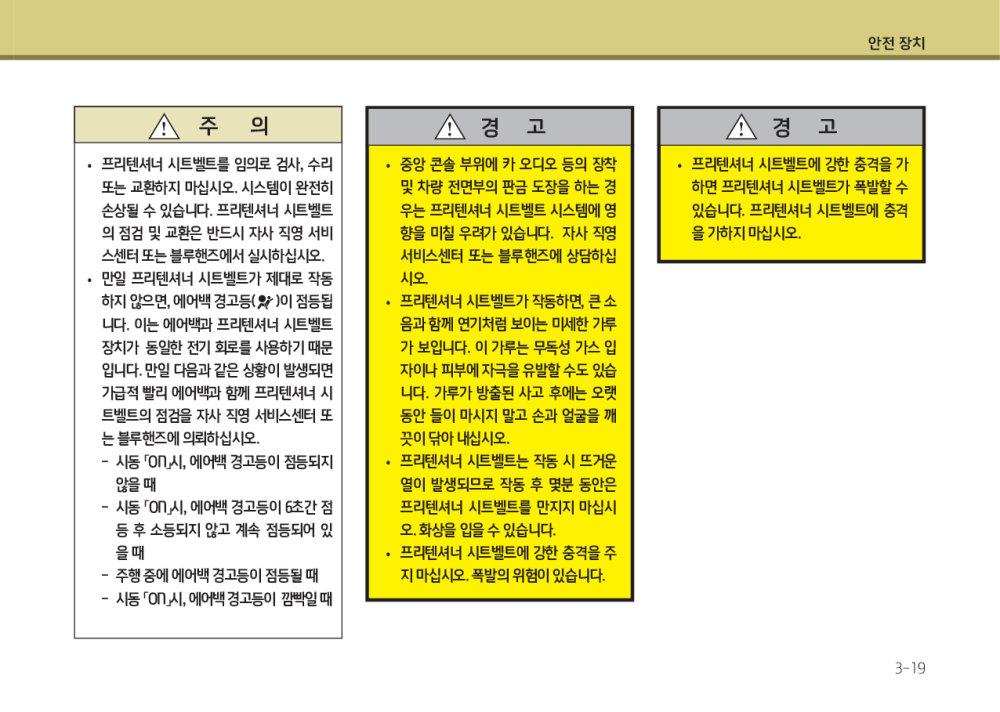 안전 장치
주 의
• 프리텐셔너 시트벨트를 임의로 검사, 수리
또는 교환하지 마십시오. 시스템이 완전히
손상될 수 있습니다. 프리텐셔너 시트벨트
의 점검 및 교환은 반드시 자사 직영 서비
스센터 또는 블루핸즈에서 실시하십시오.
• 만일 프리텐셔너 시트벨트가 제대로 작동
하지 않으면, 에어백 경고등( )이 점등됩
니다. 이는 에어백과 프리텐셔너 시트벨트
장치가 동일한 전기 회로를 사용하기 때문
입니다. 만일 다음과 같은 상황이 발생되면
가급적 빨리 에어백과 함께 프리텐셔너 시
트벨트의 점검을 자사 직영 서비스센터 또
는 블루핸즈에 의뢰하십시오.
- 시동 「ON」시, 에어백 경고등이 점등되지
않을 때
- 시동 「ON」시, 에어백 경고등이 6초간 점
등 후 소등되지 않고 계속 점등되어 있
을 때
- 주행 중에 에어백 경고등이 점등될 때
- 시동 「ON」시, 에어백 경고등이 깜빡일 때
경 고
• 중앙 콘솔 부위에 카 오디오 등의 장착
및 차량 전면부의 판금 도장을 하는 경
우는 프리텐셔너 시트벨트 시스템에 영
향을 미칠 우려가 있습니다. 자사 직영
서비스센터 또는 블루핸즈에 상담하십
시오.
• 프리텐셔너 시트벨트가 작동하면, 큰 소
음과 함께 연기처럼 보이는 미세한 가루
가 보입니다. 이 가루는 무독성 가스 입
자이나 피부에 자극을 유발할 수도 있습
니다. 가루가 방출된 사고 후에는 오랫
동안 들이 마시지 말고 손과 얼굴을 깨
끗이 닦아 내십시오.
• 프리텐셔너 시트벨트는 작동 시 뜨거운
열이 발생되므로 작동 후 몇분 동안은
프리텐셔너 시트벨트를 만지지 마십시
오. 화상을 입을 수 있습니다.
• 프리텐셔너 시트벨트에 강한 충격을 주
지 마십시오. 폭발의 위험이 있습니다.
경 고
• 프리텐셔너 시트벨트에 강한 충격을 가
하면 프리텐셔너 시트벨트가 폭발할 수
있습니다. 프리텐셔너 시트벨트에 충격
을 가하지 마십시오.
3-19